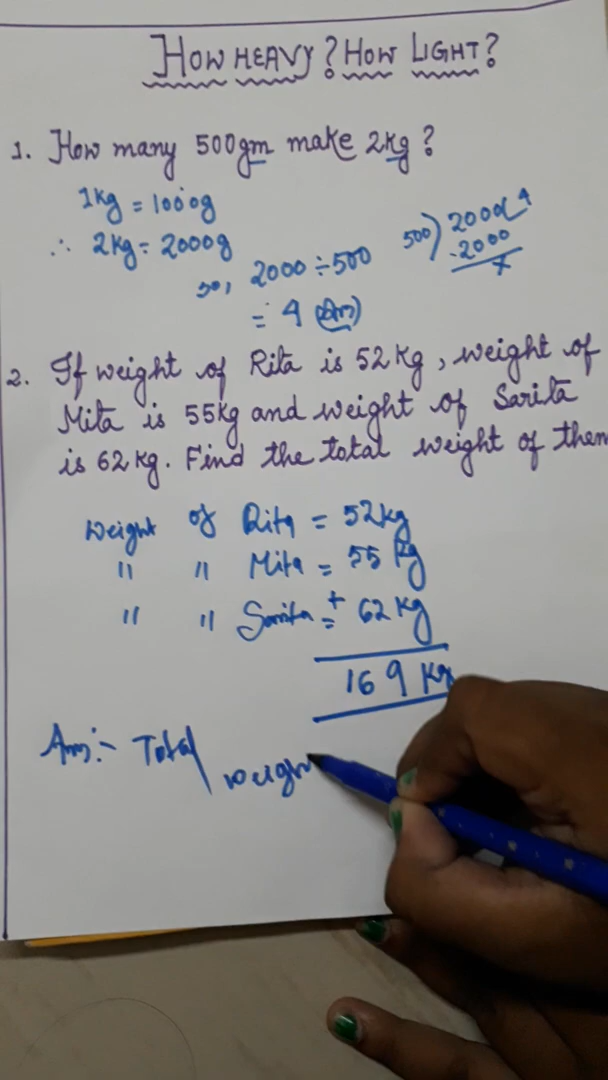 HOW HEAVY? HOW LIGHT?
1. How many 500gm make 2kg?
1kg = 1000g
∴ 2kg = 2000g
so, 2000 ÷ 500
= 4 (Ans)
500) 2000 ( 4
-2000
x
2. If weight of Rita is 52 kg, weight of
Mita is 55kg and weight of Sarita
is 62 kg. Find the total weight of them
Weight of Rita = 52kg
" " Mita = 55 kg
" " Sarita = + 62 kg
169 kg
Ans:- Total weigh